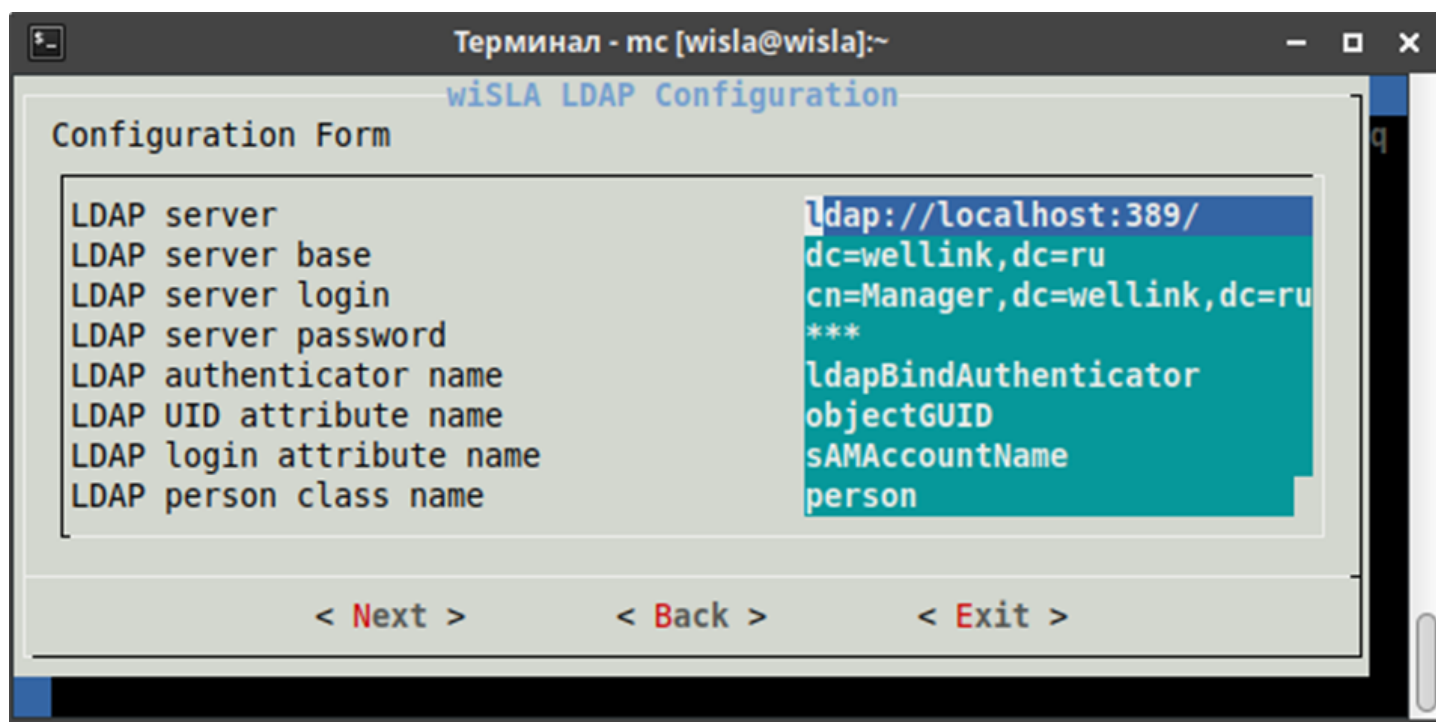 Терминал - mc [wisla@wisla]:~
wiSLA LDAP Configuration
Configuration Form
q
LDAP server ldap://localhost:389/
LDAP server base dc=wellink,dc=ru
LDAP server login cn=Manager,dc=wellink,dc=ru
LDAP server password ***
LDAP authenticator name ldapBindAuthenticator
LDAP UID attribute name objectGUID
LDAP login attribute name sAMAccountName
LDAP person class name person
< Next > < Back > < Exit >